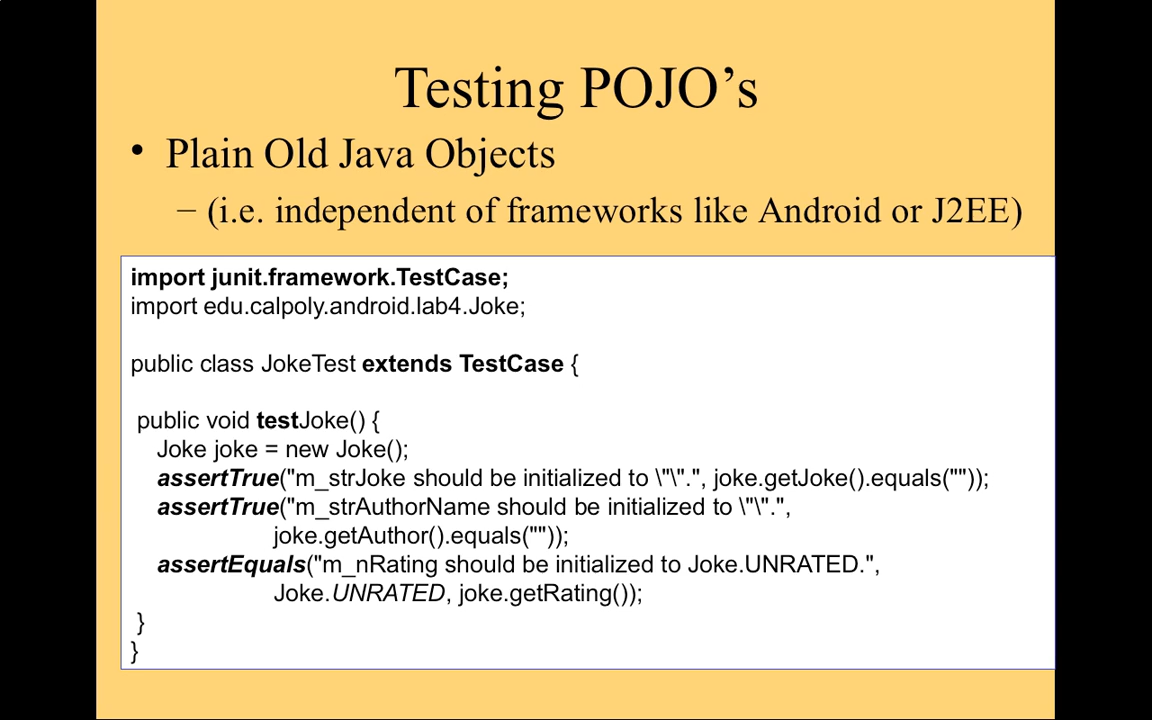 Testing POJO’s
• Plain Old Java Objects
– (i.e. independent of frameworks like Android or J2EE)
import junit.framework.TestCase;
import edu.calpoly.android.lab4.Joke;
public class JokeTest extends TestCase {
public void testJoke() {
Joke joke = new Joke();
assertTrue("m_strJoke should be initialized to \"\".", joke.getJoke().equals(""));
assertTrue("m_strAuthorName should be initialized to \"\".",
joke.getAuthor().equals(""));
assertEquals("m_nRating should be initialized to Joke.UNRATED.",
Joke.UNRATED, joke.getRating());
}
}